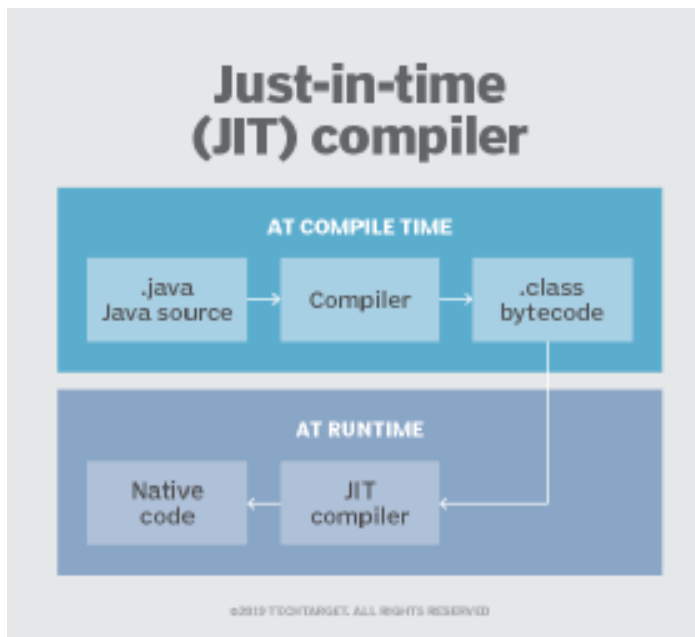 Just-in-time
(JIT) compiler
AT COMPILE TIME
.java
Java source
Compiler
.class
bytecode
AT RUNTIME
Native
code
JIT
compiler
©2019 TECHTARGET. ALL RIGHTS RESERVED